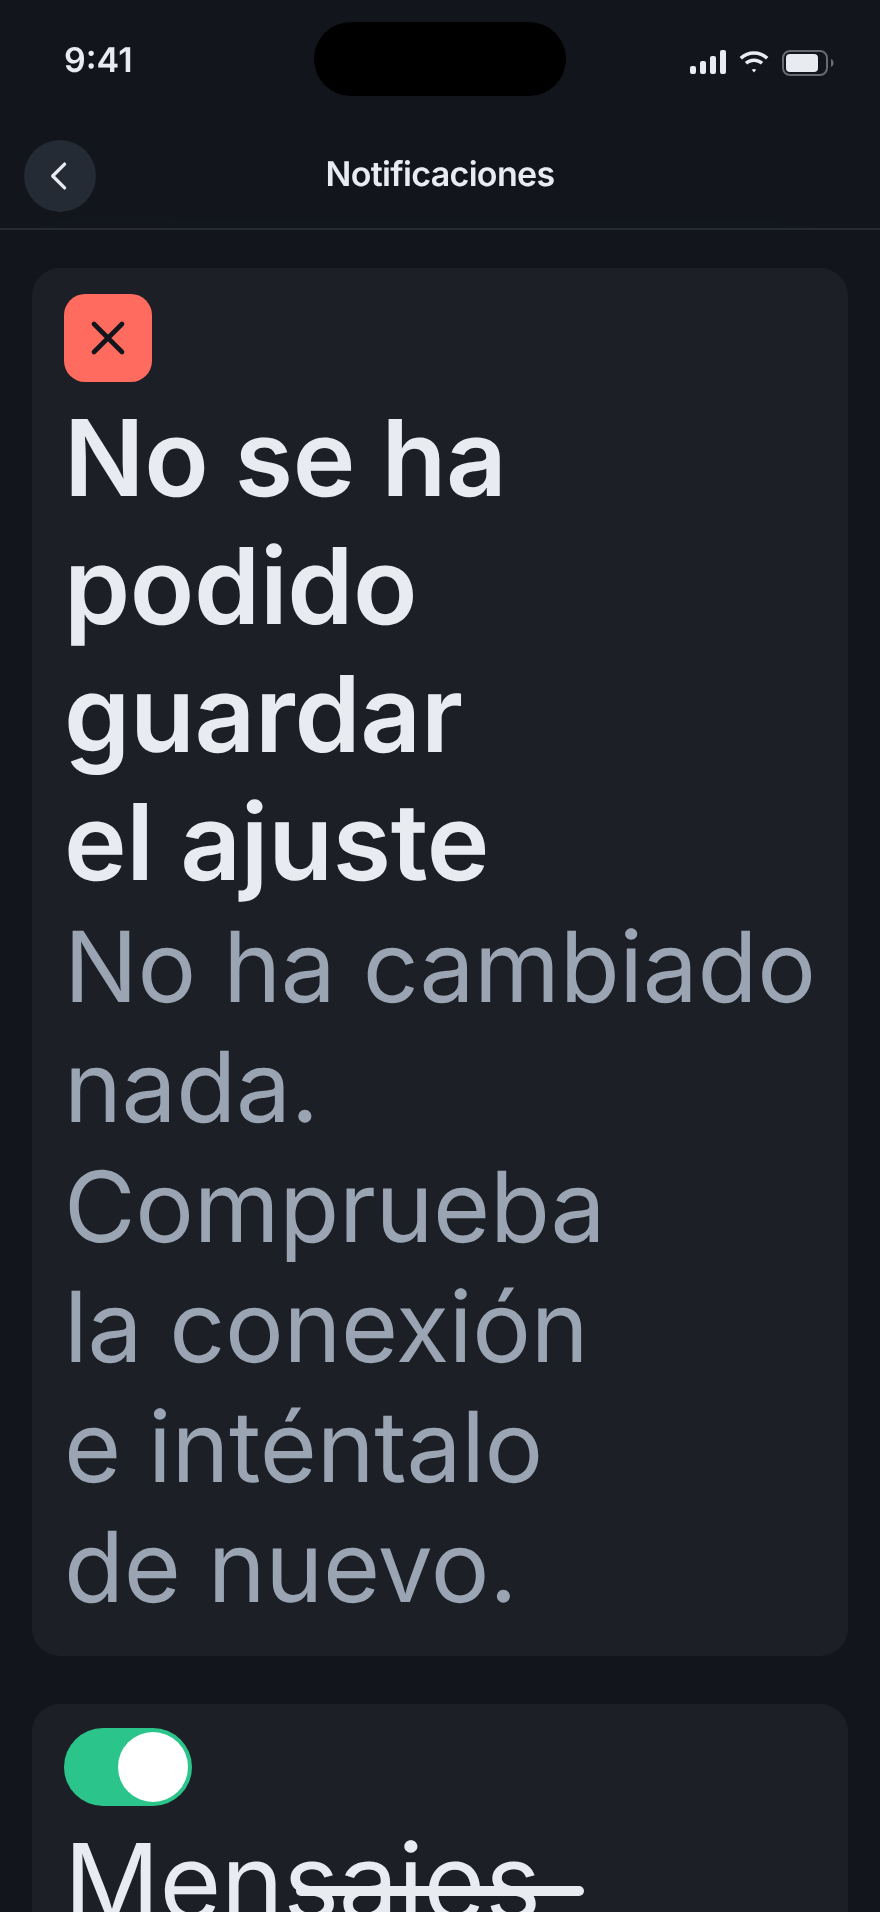 9:41
Notificaciones
No se ha
podido
guardar
el ajuste
No ha cambiado
nada.
Comprueba
la conexión
e inténtalo
de nuevo.
Mensajes